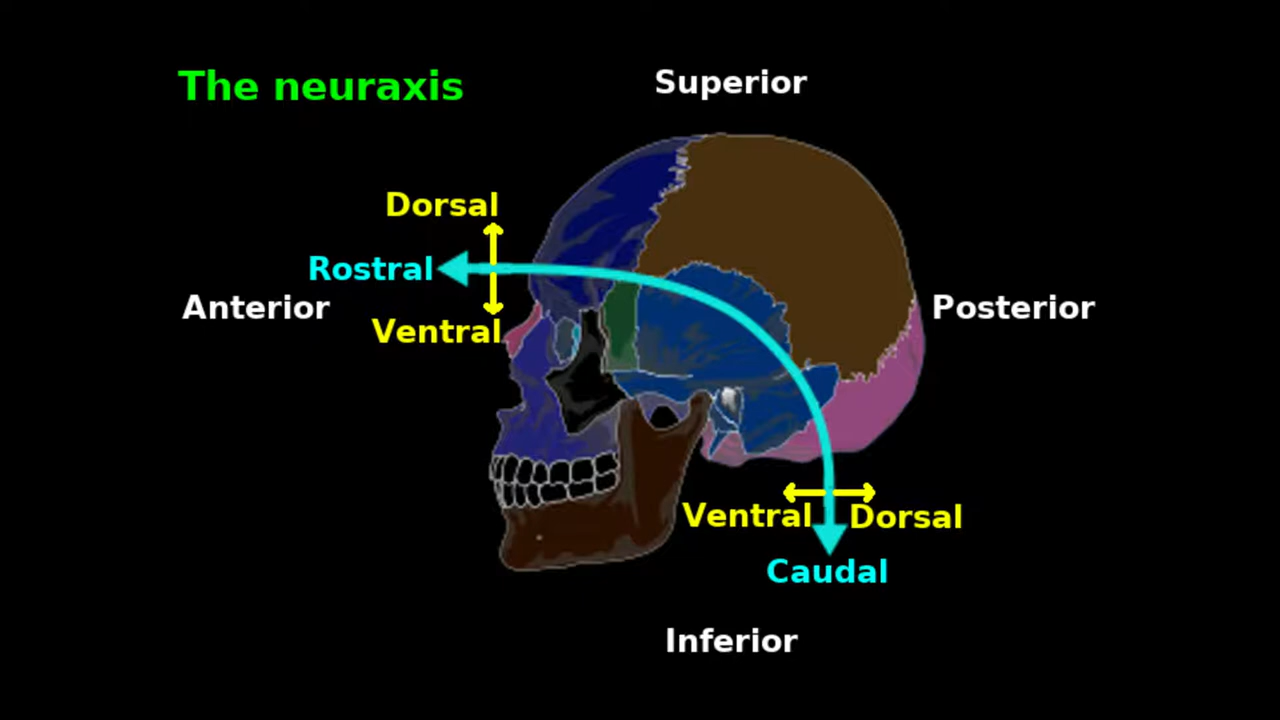 The neuraxis
Superior
Dorsal
Rostral
Anterior
Posterior
Ventral
Ventral
Dorsal
Caudal
Inferior